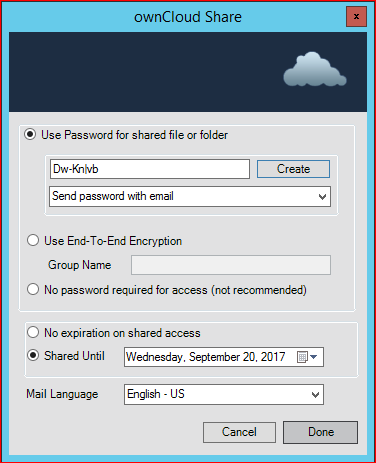 ownCloud Share
x
Use Password for shared file or folder
Dw-Kn|vb
Create
Send password with email
Use End-To-End Encryption
Group Name
No password required for access (not recommended)
No expiration on shared access
Shared Until
Wednesday, September 20, 2017
Mail Language
English - US
Cancel
Done